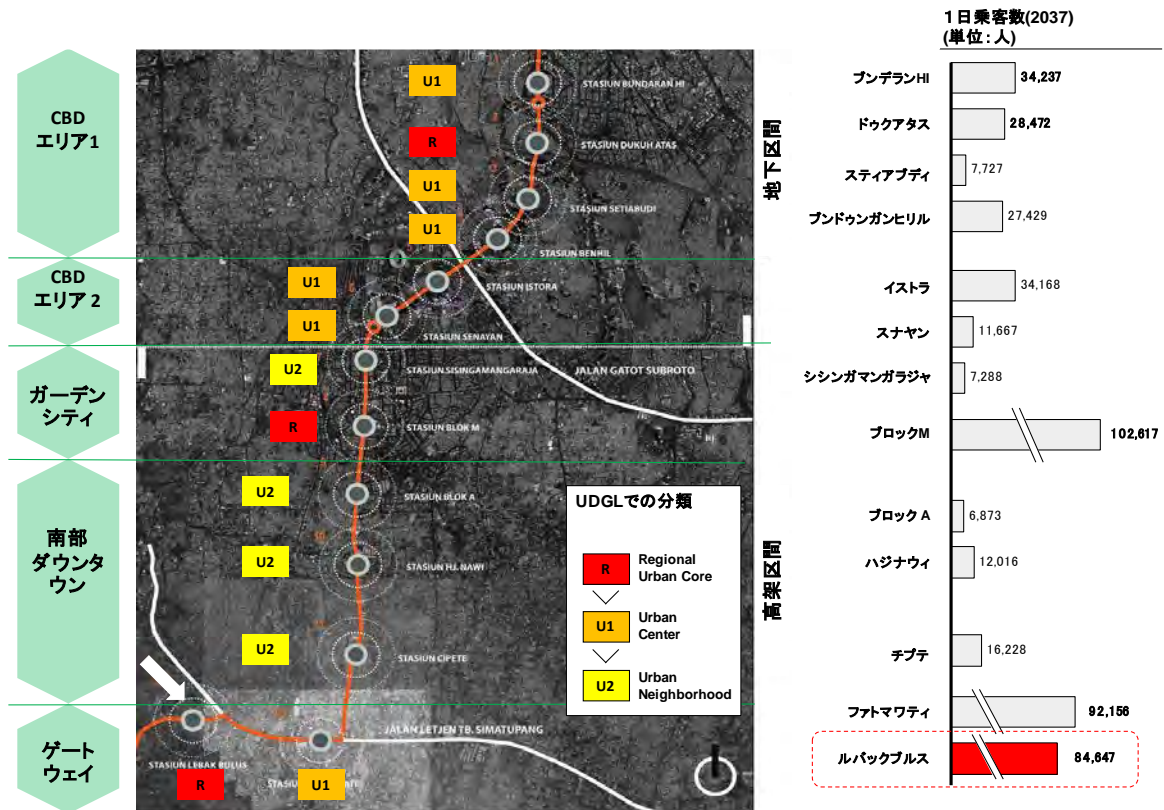 CBD
エリア1
CBD
エリア 2
ガーデン
シティ
南部
ダウンタ
ウン
ゲート
ウェイ
U1
R
U1
U1
U1
U1
U2
R
U2
U2
U2
R
U1
STASIUN BUNDARAN HI
STASIUN DUKUH ATAS
STASIUN SETIABUDI
STASIUN BENHIL
STASIUN ISTORA
STASIUN SENAYAN
STASIUN SISINGAMANGARAJA
JALAN GATOT SUBROTO
STASIUN BLOK M
STASIUN BLOK A
STASIUN HJ. NAWI
STASIUN CIPETE
JALAN LETJEN TB. SIMATUPANG
STASIUN LEBAK BULUS
UDGLでの分類
R
Regional
Urban Core
U1
Urban
Center
U2
Urban
Neighborhood
地下区間
高架区間
1日乗客数(2037)
(単位：人)
ブンデランHI
34,237
ドゥクアタス
28,472
スティアブディ
7,727
ブンドゥンガンヒリル
27,429
イストラ
34,168
スナヤン
11,667
シシンガマンガラジャ
7,288
ブロックM
102,617
ブロック A
6,873
ハジナウィ
12,016
チプテ
16,228
ファトマワティ
92,156
ルバックブルス
84,647